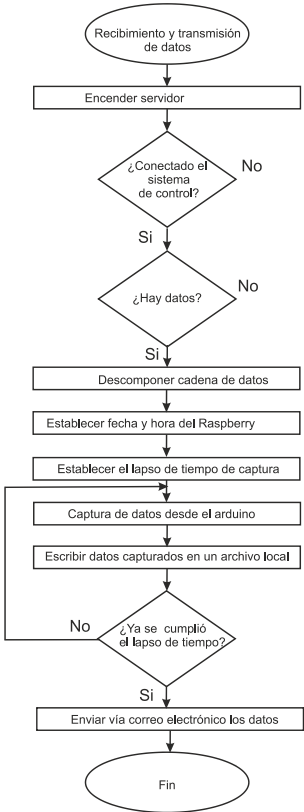 Recibimiento y transmisión
de datos
Encender servidor
¿Conectado el
sistema
de control?
No
Si
¿Hay datos?
No
Si
Descomponer cadena de datos
Establecer fecha y hora del Raspberry
Establecer el lapso de tiempo de captura
Captura de datos desde el arduino
Escribir datos capturados en un archivo local
¿Ya se cumplió
el lapso de tiempo?
No
Si
Enviar vía correo electrónico los datos
Fin